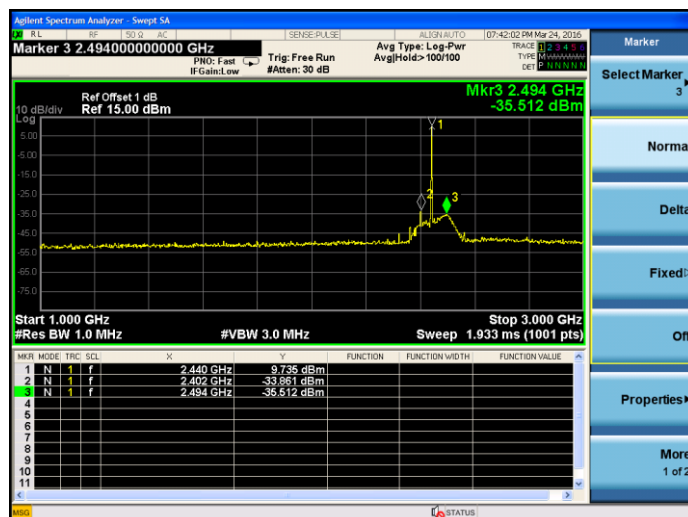 Agilent Spectrum Analyzer - Swept SA
RL RF 50 Ω AC SENSE:PULSE ALIGN AUTO 07:42:02 PM Mar 24, 2016
Marker 3 2.494000000000 GHz
PNO: Fast
IFGain:Low
Trig: Free Run
#Atten: 30 dB
Avg Type: Log-Pwr
Avg|Hold:>100/100
TRACE 1 2 3 4 5 6
TYPE M
DET P N N N N N
Ref Offset 1 dB
Ref 15.00 dBm
10 dB/div
Log
Mkr3 2.494 GHz
-35.512 dBm
5.00
-5.00
-15.0
-25.0
-35.0
-45.0
-55.0
-65.0
-75.0
1
2
3
Start 1.000 GHz
Stop 3.000 GHz
#Res BW 1.0 MHz
#VBW 3.0 MHz
Sweep 1.933 ms (1001 pts)
MKR MODE TRC SCL X Y FUNCTION FUNCTION WIDTH FUNCTION VALUE
1 N 1 f 2.440 GHz 9.735 dBm
2 N 1 f 2.402 GHz -33.861 dBm
3 N 1 f 2.494 GHz -35.512 dBm
4
5
6
7
8
9
10
11
MSG
STATUS
Marker
Select Marker
3
Norma
Delta
Fixed
Off
Properties
More
1 of 2